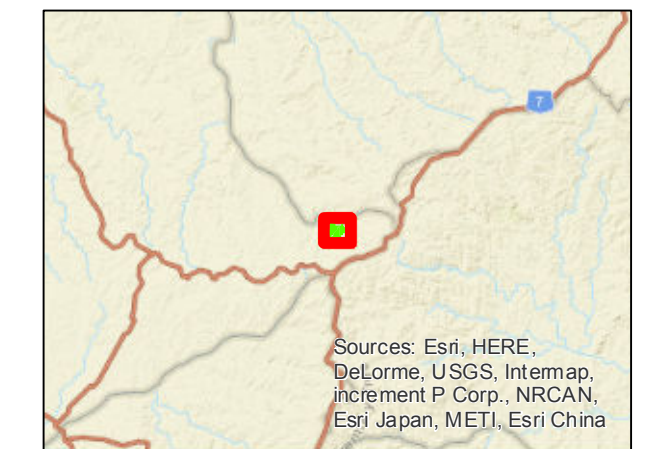 7
Sources: Esri, HERE,
DeLorme, USGS, Intermap,
increment P Corp., NRCAN,
Esri Japan, METI, Esri China